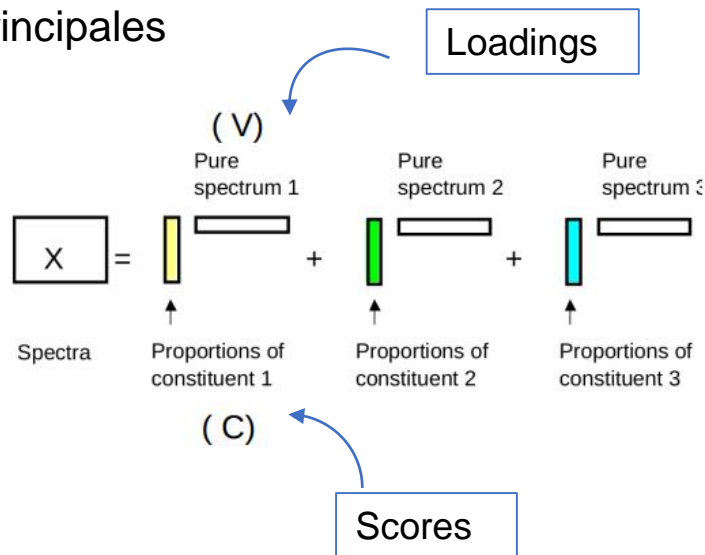 rincipales
Loadings
( V)
Pure
spectrum 1
Pure
spectrum 2
Pure
spectrum 3
X
=
+
+
Spectra
Proportions of
constituent 1
Proportions of
constituent 2
Proportions of
constituent 3
( C)
Scores